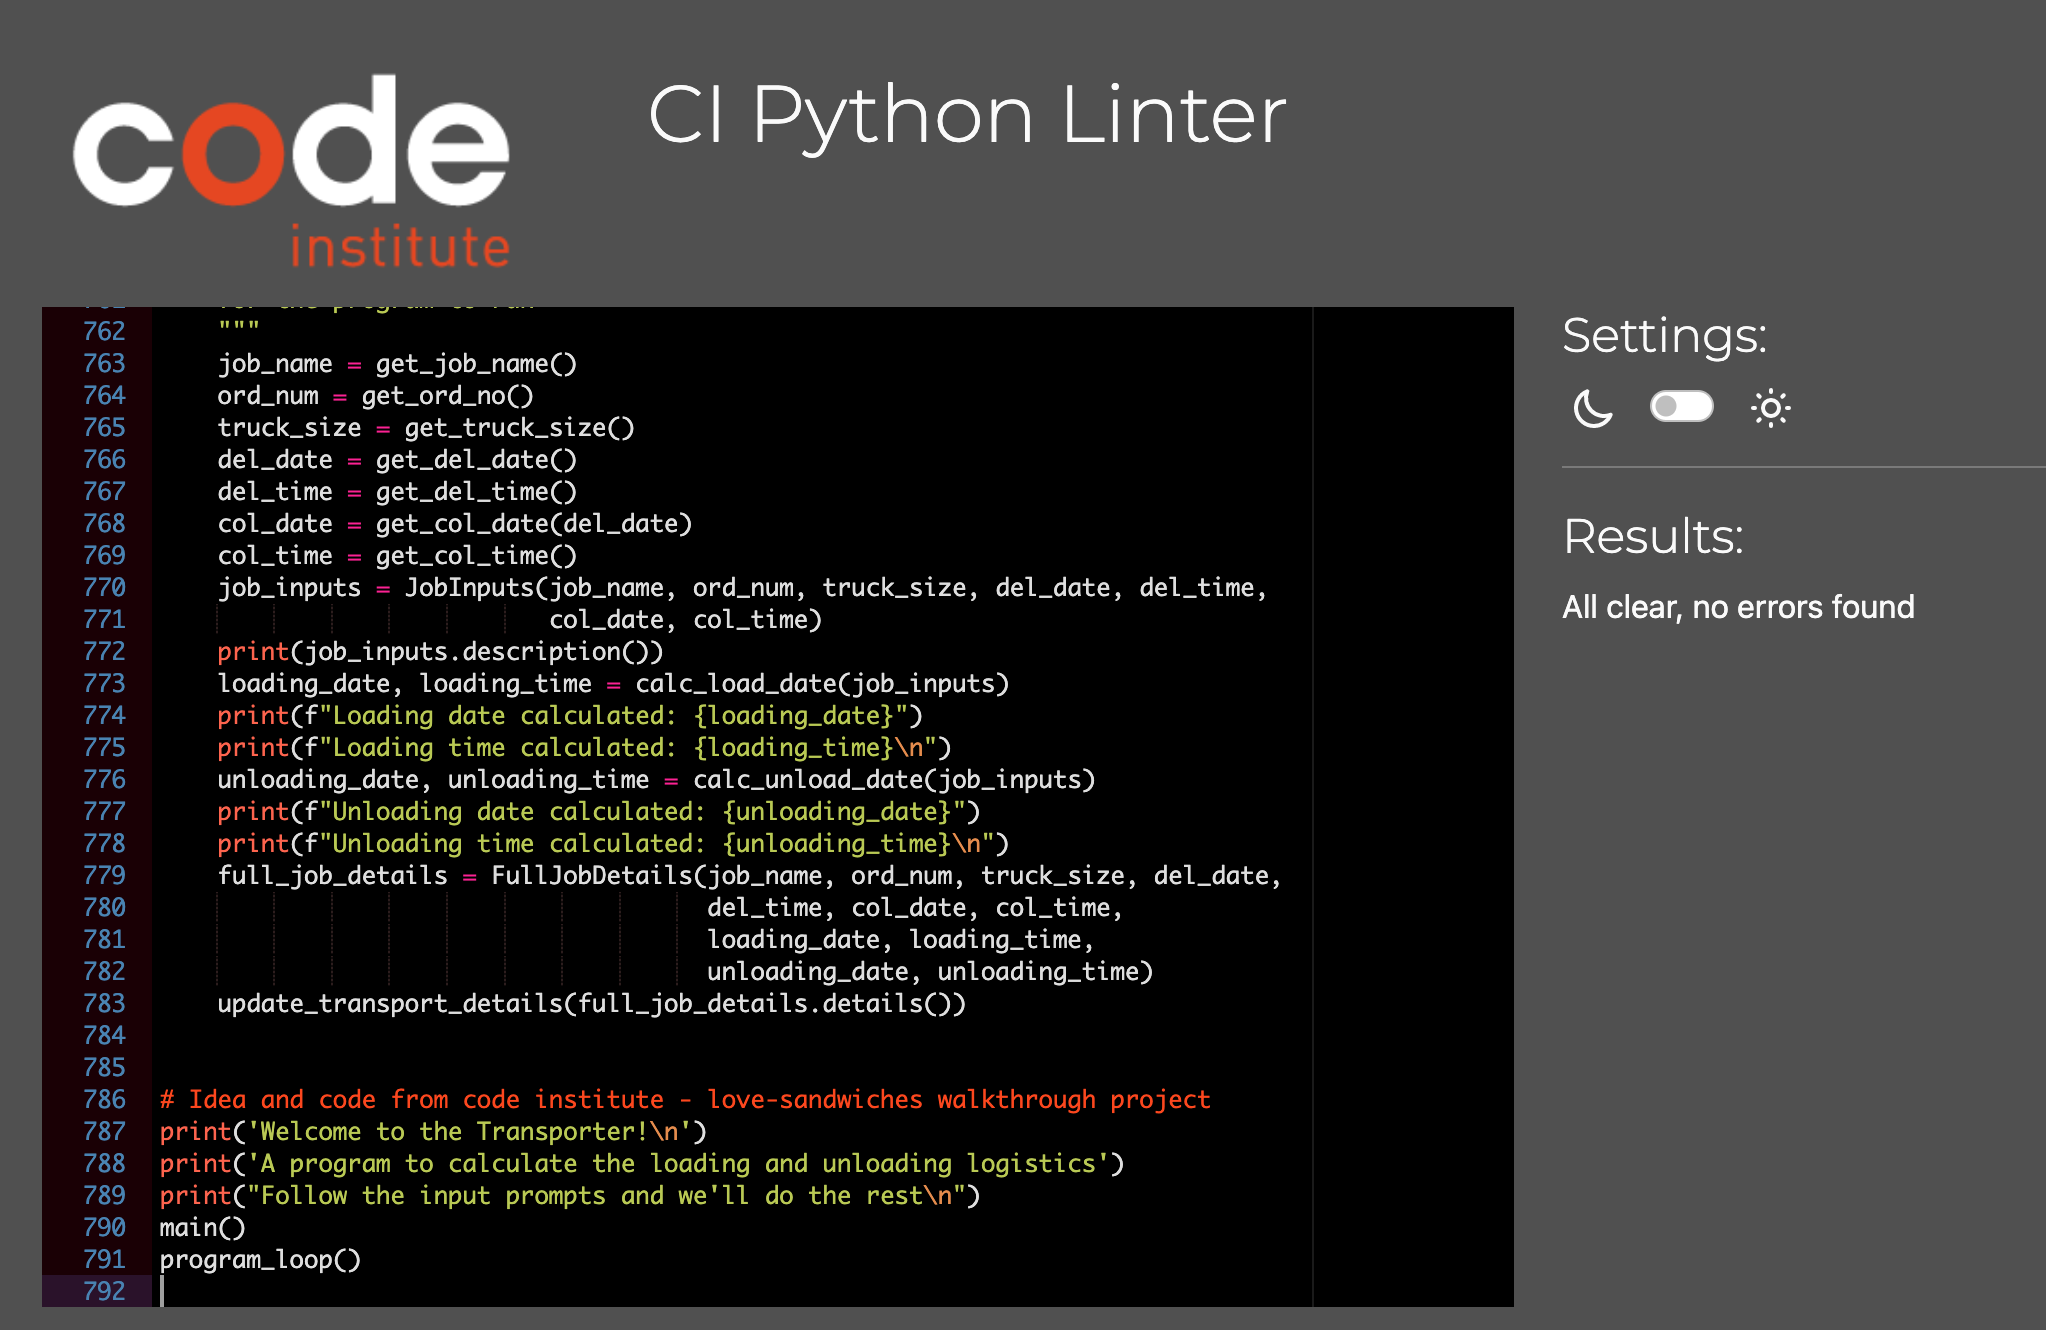 code
institute
CI Python Linter
762 """
763 job_name = get_job_name()
764 ord_num = get_ord_no()
765 truck_size = get_truck_size()
766 del_date = get_del_date()
767 del_time = get_del_time()
768 col_date = get_col_date(del_date)
769 col_time = get_col_time()
770 job_inputs = JobInputs(job_name, ord_num, truck_size, del_date, del_time,
771 col_date, col_time)
772 print(job_inputs.description())
773 loading_date, loading_time = calc_load_date(job_inputs)
774 print(f"Loading date calculated: {loading_date}")
775 print(f"Loading time calculated: {loading_time}\n")
776 unloading_date, unloading_time = calc_unload_date(job_inputs)
777 print(f"Unloading date calculated: {unloading_date}")
778 print(f"Unloading time calculated: {unloading_time}\n")
779 full_job_details = FullJobDetails(job_name, ord_num, truck_size, del_date,
780 del_time, col_date, col_time,
781 loading_date, loading_time,
782 unloading_date, unloading_time)
783 update_transport_details(full_job_details.details())
784
785
786 # Idea and code from code institute - love-sandwiches walkthrough project
787 print('Welcome to the Transporter!\n')
788 print('A program to calculate the loading and unloading logistics')
789 print("Follow the input prompts and we'll do the rest\n")
790 main()
791 program_loop()
792
Settings:
Results:
All clear, no errors found